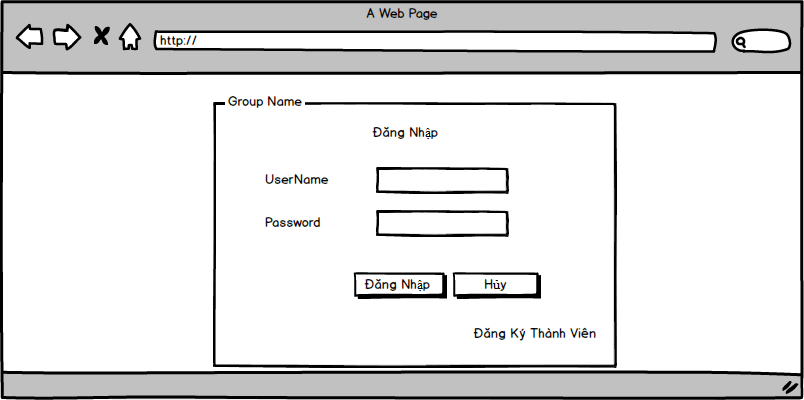 A Web Page
http://
Group Name
Đăng Nhập
UserName
Password
Đăng Nhập
Hủy
Đăng Ký Thành Viên